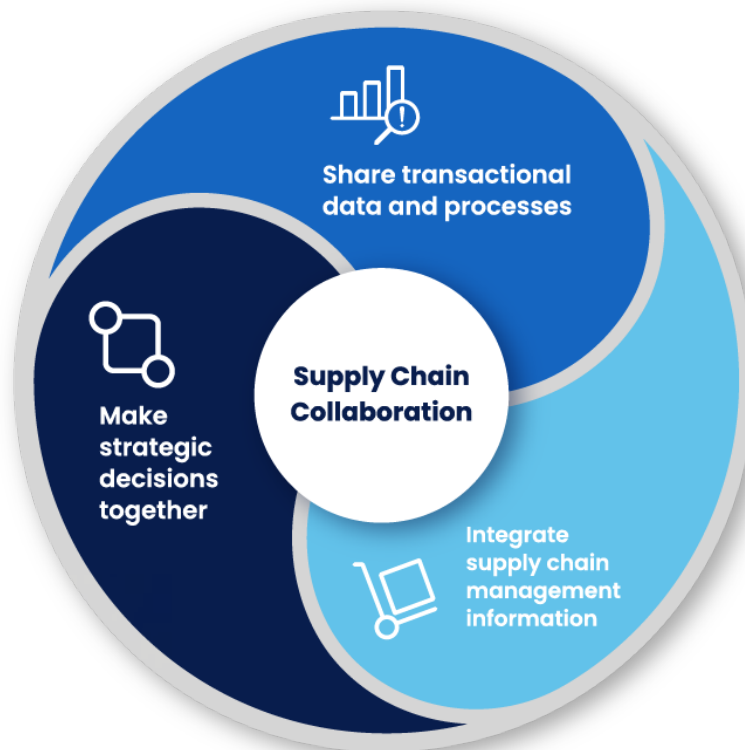 Share transactional
data and processes
Supply Chain
Collaboration
Make
strategic
decisions
together
Integrate
supply chain
management
information